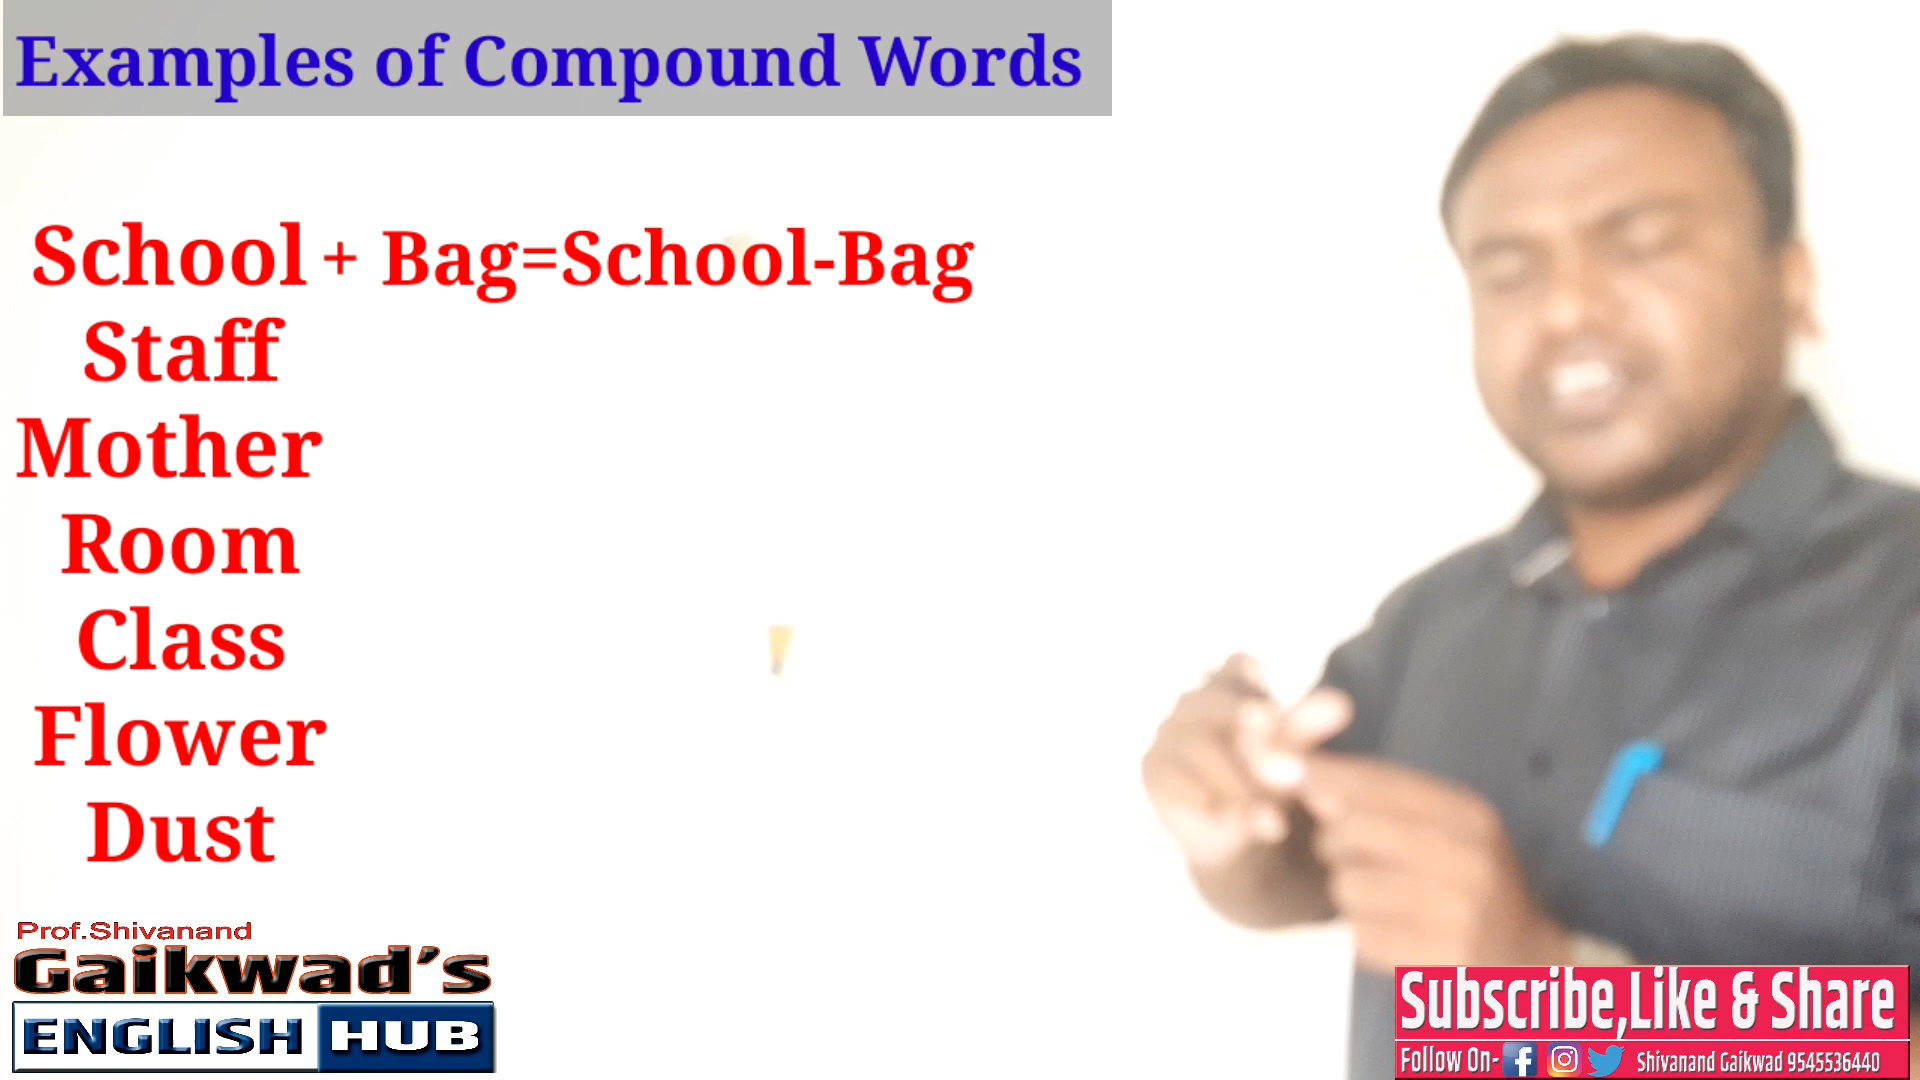 Examples of Compound Words
School + Bag=School-Bag
Staff
Mother
Room
Class
Flower
Dust
Prof.Shivanand
Gaikwad's
ENGLISH HUB
Subscribe,Like & Share
Follow On- Shivanand Gaikwad 9545536440